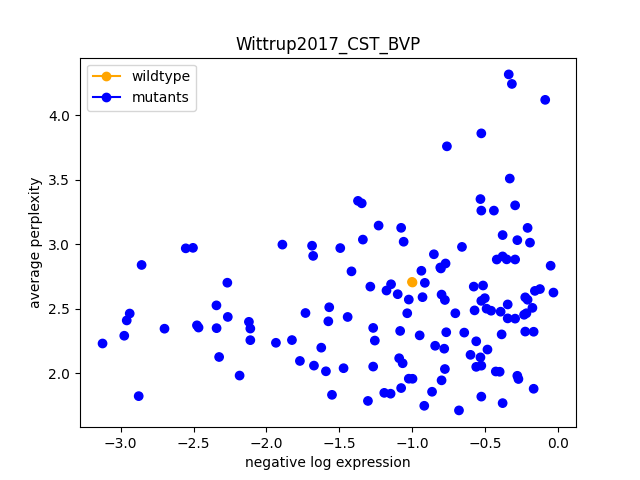 Wittrup2017_CST_BVP
wildtype
mutants
average perplexity
4.0
3.5
3.0
2.5
2.0
−3.0 −2.5 −2.0 −1.5 −1.0 −0.5 0.0
negative log expression